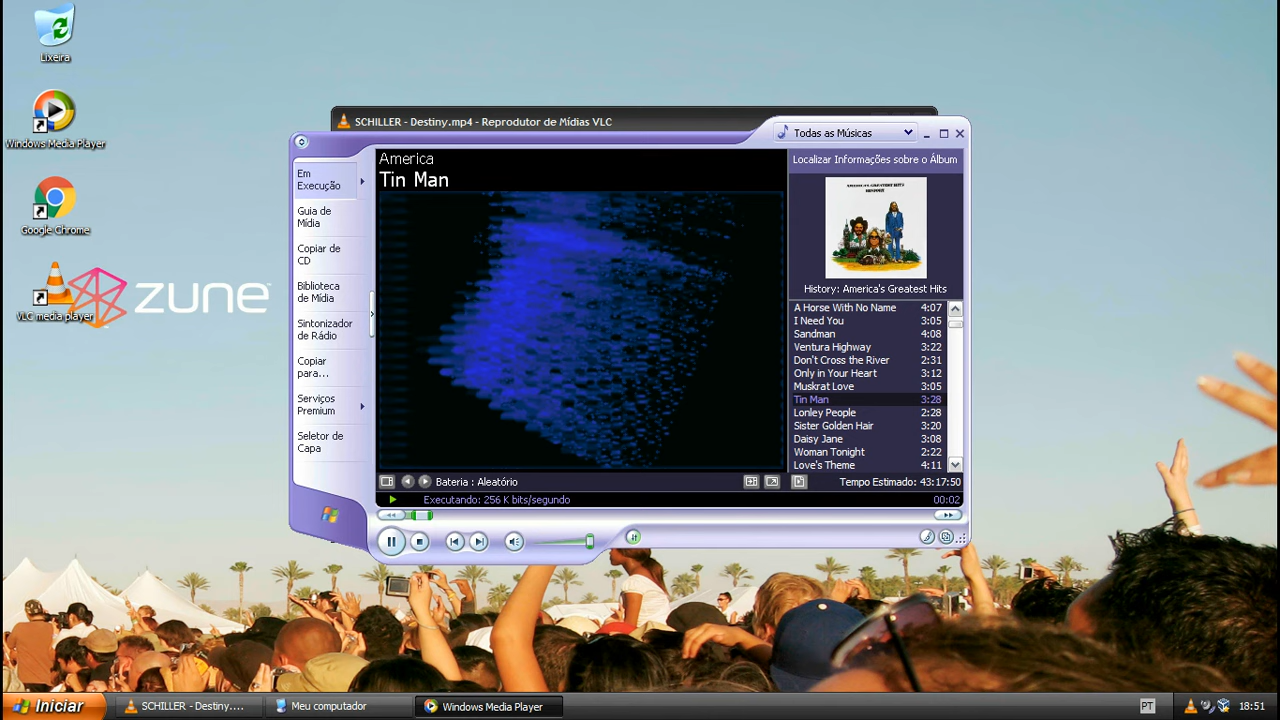 Lixeira
Windows Media Player
Google Chrome
VLC media player
zune
SCHILLER - Destiny.mp4 - Reprodutor de Mídias VLC
Todas as Músicas
America
Tin Man
Em
Execução
Guia de
Mídia
Copiar de
CD
Biblioteca
de Mídia
Sintonizador
de Rádio
Copiar
para...
Serviços
Premium
Seletor de
Capa
Localizar Informações sobre o Álbum
History: America's Greatest Hits
A Horse With No Name 4:07
I Need You 3:05
Sandman 4:08
Ventura Highway 3:22
Don't Cross the River 2:31
Only in Your Heart 3:12
Muskrat Love 3:05
Tin Man 3:28
Lonley People 2:28
Sister Golden Hair 3:20
Daisy Jane 3:08
Woman Tonight 2:22
Love's Theme 4:11
Bateria : Aleatório
Tempo Estimado: 43:17:50
Executando: 256 K bits/segundo 00:02
Iniciar
SCHILLER - Destiny....
Meu computador
Windows Media Player
PT
18:51